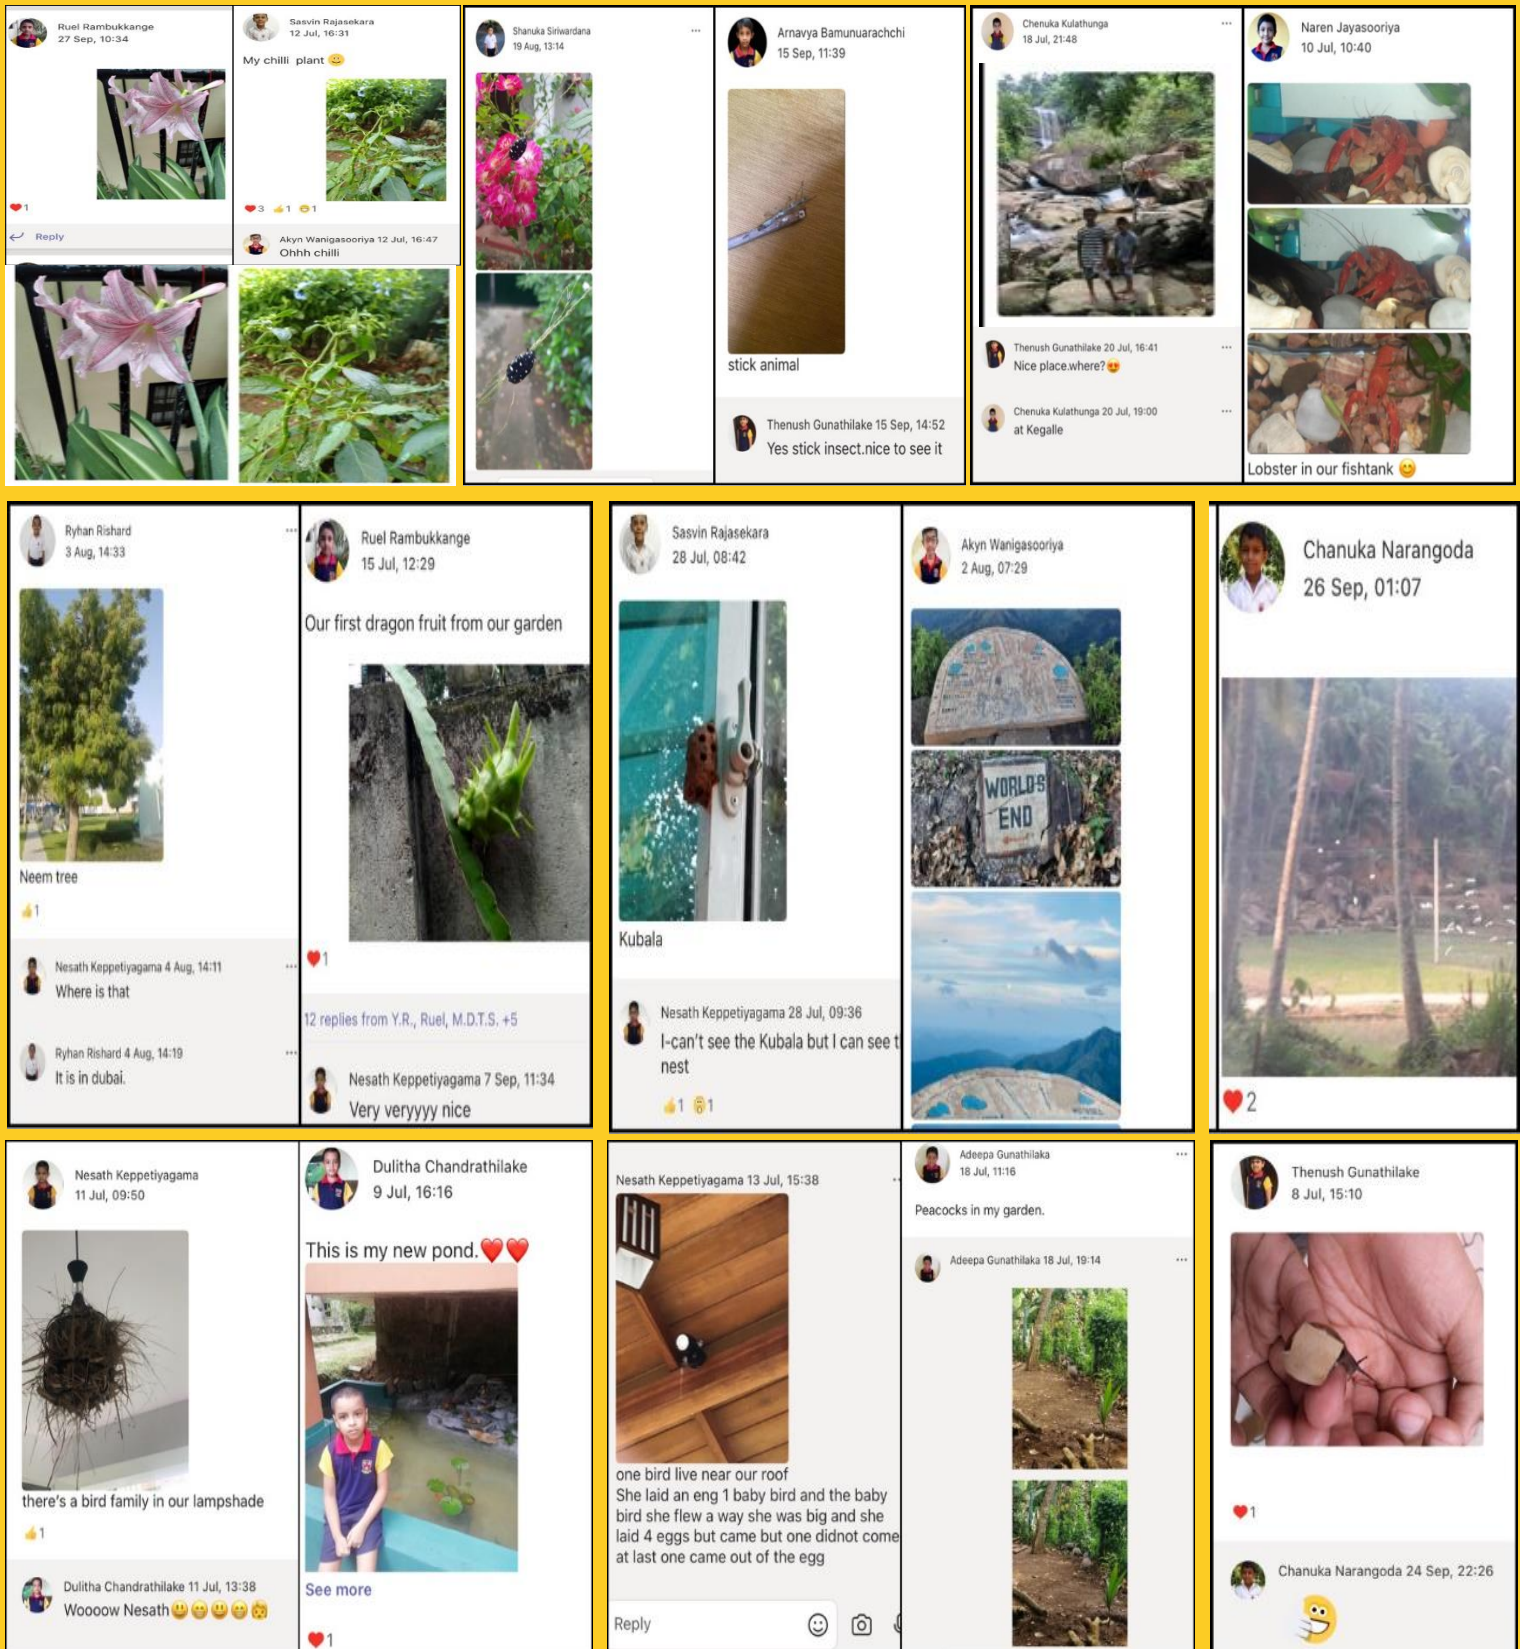 Ruel Rambukkange
27 Sep, 10:34
1
Reply
Sasvin Rajasekara
12 Jul, 16:31
My chilli plant 😀
3 1 1
Akyn Wanigasooriya 12 Jul, 16:47
Ohhh chilli
Shanuka Siriwardana
19 Aug, 13:14
Arnavya Bamunuarachchi
15 Sep, 11:39
stick animal
Thenush Gunathilake 15 Sep, 14:52
Yes stick insect.nice to see it
Chenuka Kulathunga
18 Jul, 21:48
Thenush Gunathilake 20 Jul, 16:41
Nice place.where?😍
Chenuka Kulathunga 20 Jul, 19:00
at Kegalle
Naren Jayasooriya
10 Jul, 10:40
Lobster in our fishtank 😊
Ryhan Rishard
3 Aug, 14:33
Neem tree
1
Nesath Keppetiyagama 4 Aug, 14:11
Where is that
Ryhan Rishard 4 Aug, 14:19
It is in dubai.
Ruel Rambukkange
15 Jul, 12:29
Our first dragon fruit from our garden
1
12 replies from Y.R., Ruel, M.D.T.S. +5
Nesath Keppetiyagama 7 Sep, 11:34
Very veryyyy nice
Sasvin Rajasekara
28 Jul, 08:42
Kubala
Nesath Keppetiyagama 28 Jul, 09:36
I-can't see the Kubala but I can see t
nest
1 1
Akyn Wanigasooriya
2 Aug, 07:29
WORLD'S
END
Chanuka Narangoda
26 Sep, 01:07
2
Nesath Keppetiyagama
11 Jul, 09:50
there's a bird family in our lampshade
1
Dulitha Chandrathilake 11 Jul, 13:38
Woooow Nesath
Dulitha Chandrathilake
9 Jul, 16:16
This is my new pond.❤️❤️
See more
1
Nesath Keppetiyagama 13 Jul, 15:38
one bird live near our roof
She laid an eng 1 baby bird and the baby
bird she flew a way she was big and she
laid 4 eggs but came but one didnot come
at last one came out of the egg
Reply
Adeepa Gunathilaka
18 Jul, 11:16
Peacocks in my garden.
Adeepa Gunathilaka 18 Jul, 19:14
Thenush Gunathilake
8 Jul, 15:10
1
Chanuka Narangoda 24 Sep, 22:26